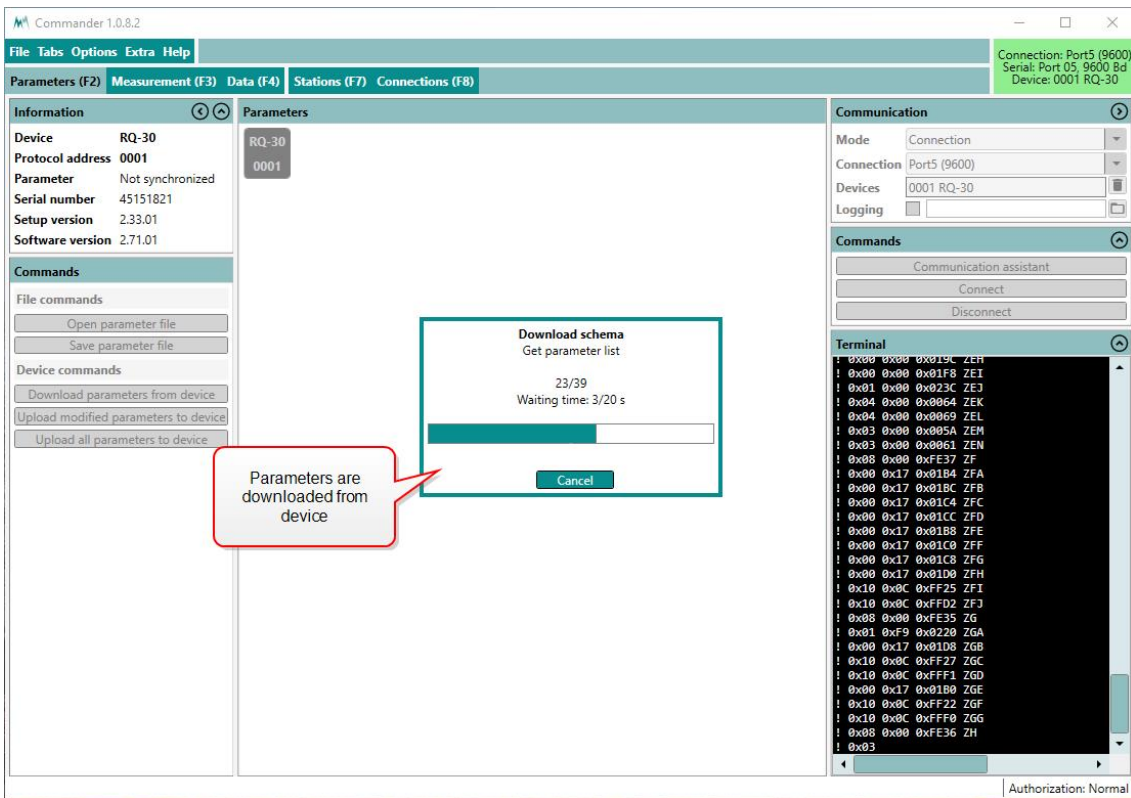 Commander 1.0.8.2
File Tabs Options Extra Help
Connection: Port5 (9600)
Serial: Port 05, 9600 Bd
Device: 0001 RQ-30
Parameters (F2) Measurement (F3) Data (F4) Stations (F7) Connections (F8)
Information
Device RQ-30
Protocol address 0001
Parameter Not synchronized
Serial number 45151821
Setup version 2.33.01
Software version 2.71.01
Commands
File commands
Open parameter file
Save parameter file
Device commands
Download parameters from device
Upload modified parameters to device
Upload all parameters to device
Parameters
RQ-30
0001
Download schema
Get parameter list
23/39
Waiting time: 3/20 s
Cancel
Parameters are
downloaded from
device
Communication
Mode Connection
Connection Port5 (9600)
Devices 0001 RQ-30
Logging
Commands
Communication assistant
Connect
Disconnect
Terminal
! 0x00 0x00 0x019C ZEH
! 0x00 0x00 0x01F8 ZEI
! 0x01 0x00 0x023C ZEJ
! 0x04 0x00 0x0064 ZEK
! 0x04 0x00 0x0069 ZEL
! 0x03 0x00 0x005A ZEM
! 0x03 0x00 0x0061 ZEN
! 0x08 0x00 0xFE37 ZF
! 0x00 0x17 0x01B4 ZFA
! 0x00 0x17 0x01BC ZFB
! 0x00 0x17 0x01C4 ZFC
! 0x00 0x17 0x01CC ZFD
! 0x00 0x17 0x01B8 ZFE
! 0x00 0x17 0x01C0 ZFF
! 0x00 0x17 0x01C8 ZFG
! 0x00 0x17 0x01D0 ZFH
! 0x10 0x0C 0xFF25 ZFI
! 0x10 0x0C 0xFFD2 ZFJ
! 0x08 0x00 0xFE35 ZG
! 0x01 0xF9 0x0220 ZGA
! 0x00 0x17 0x01D8 ZGB
! 0x10 0x0C 0xFF27 ZGC
! 0x10 0x0C 0xFFF1 ZGD
! 0x00 0x17 0x01B0 ZGE
! 0x10 0x0C 0xFF22 ZGF
! 0x10 0x0C 0xFFF0 ZGG
! 0x08 0x00 0xFE36 ZH
! 0x03
Authorization: Normal